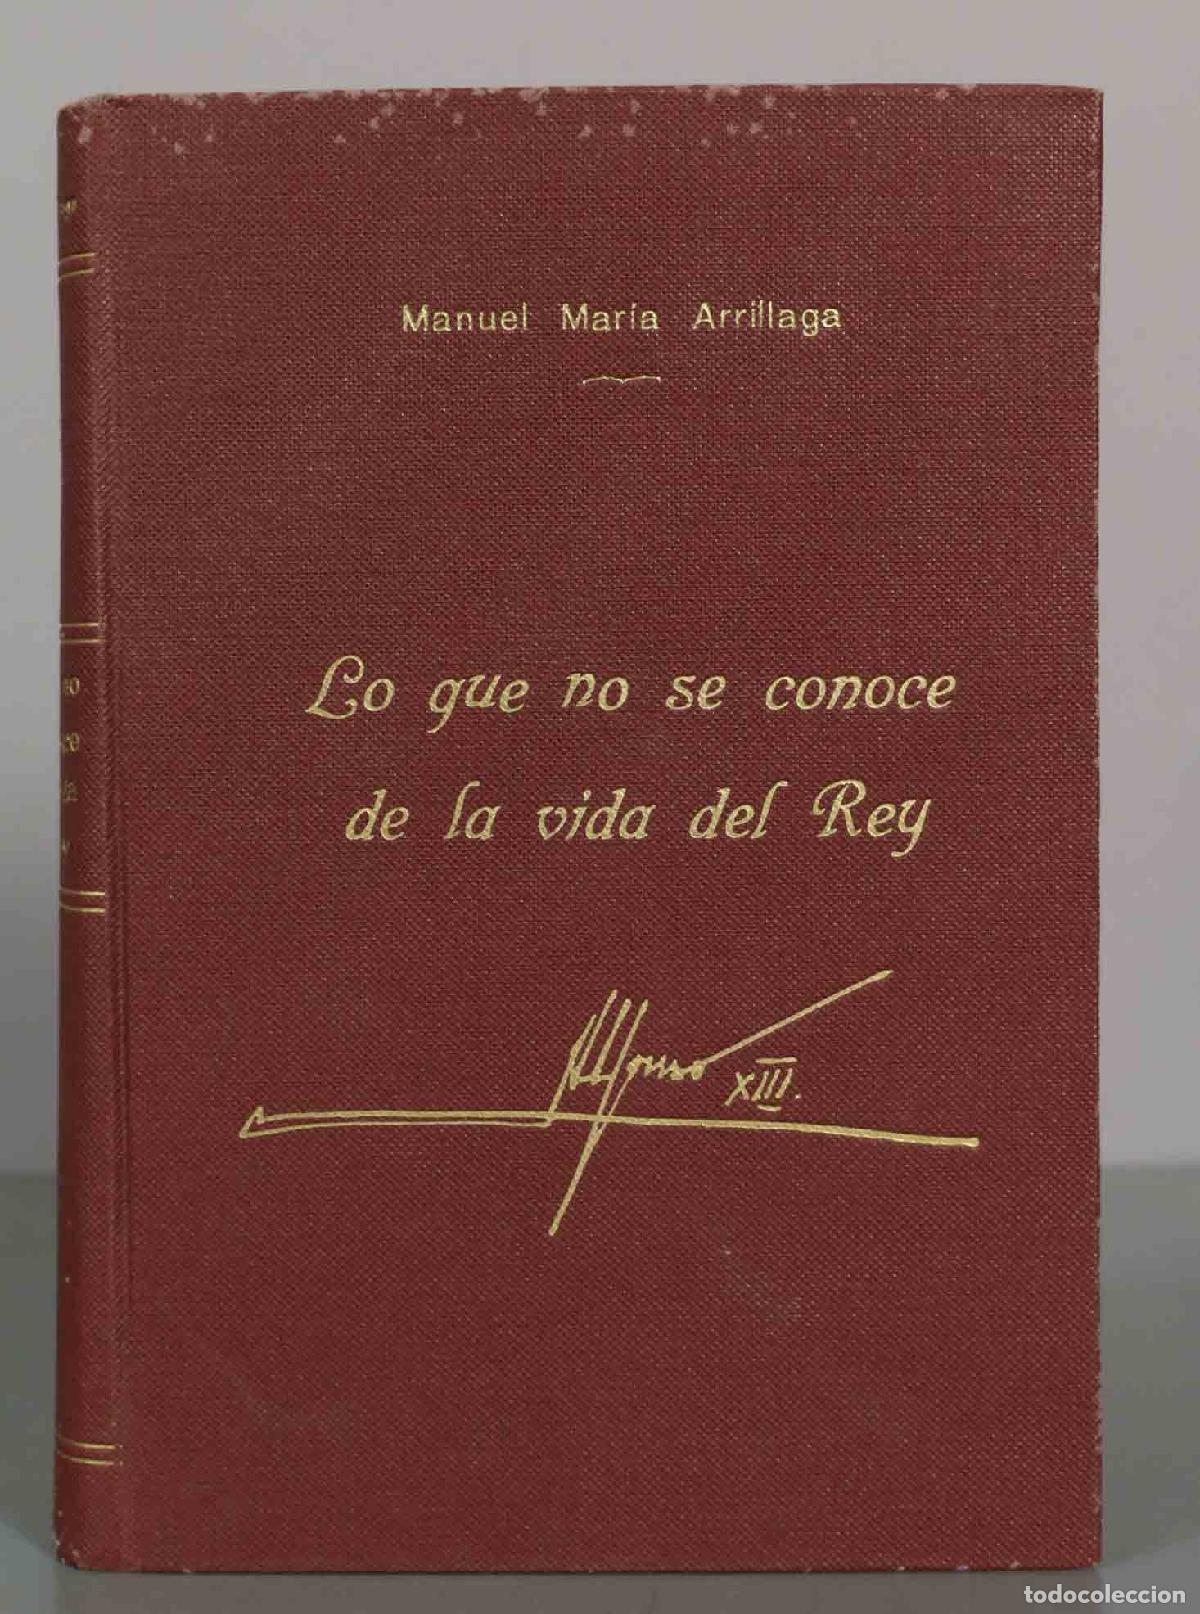 Manuel María Arrillaga
Lo que no se conoce
de la vida del Rey
Alfonso XIII.
todocoleccion